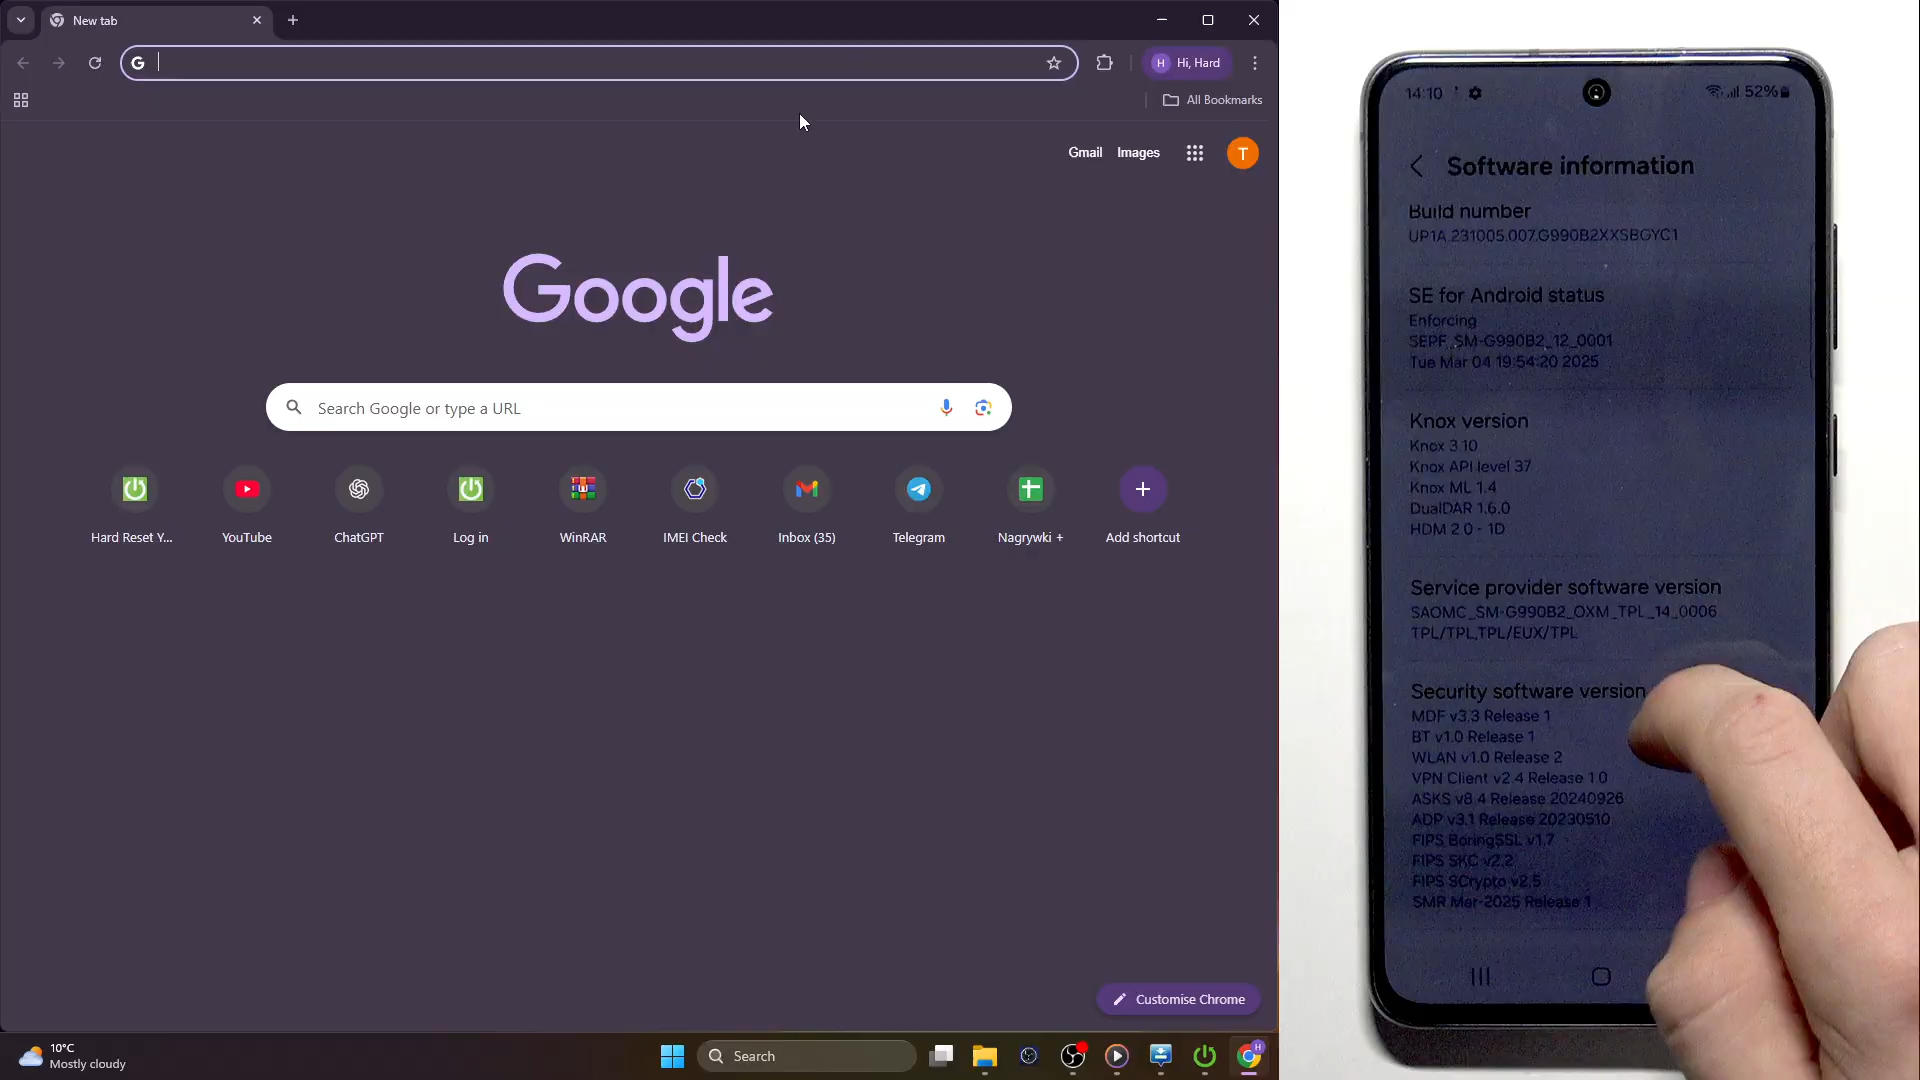 New tab
G
H
Hi, Hard
All Bookmarks
Gmail
Images
T
Google
Search Google or type a URL
Hard Reset Y...
YouTube
ChatGPT
Log in
WinRAR
IMEI Check
Inbox (35)
Telegram
Nagrywki +
Add shortcut
Customise Chrome
10°C
Mostly cloudy
Search
H
14:10
52%
Software information
Build number
UP1A.231005.007.G990B2XXSBGYC1
SE for Android status
Enforcing
SEPF_SM-G990B2_12_0001
Tue Mar 04 19:54:20 2025
Knox version
Knox 3.10
Knox API level 37
Knox ML 1.4
DualDAR 1.6.0
HDM 2.0 - 1D
Service provider software version
SAOMC_SM-G990B2_OXM_TPL_14_0006
TPL/TPL,TPL/EUX/TPL
Security software version
MDF v3.3 Release 1
BT v1.0 Release 1
WLAN v1.0 Release 2
VPN Client v2.4 Release 1.0
ASKS v8.4 Release 20240926
ADP v3.1 Release 20230510
FIPS BoringSSL v1.7
FIPS SKC v2.2
FIPS SCrypto v2.5
SMR Mar-2025 Release 1